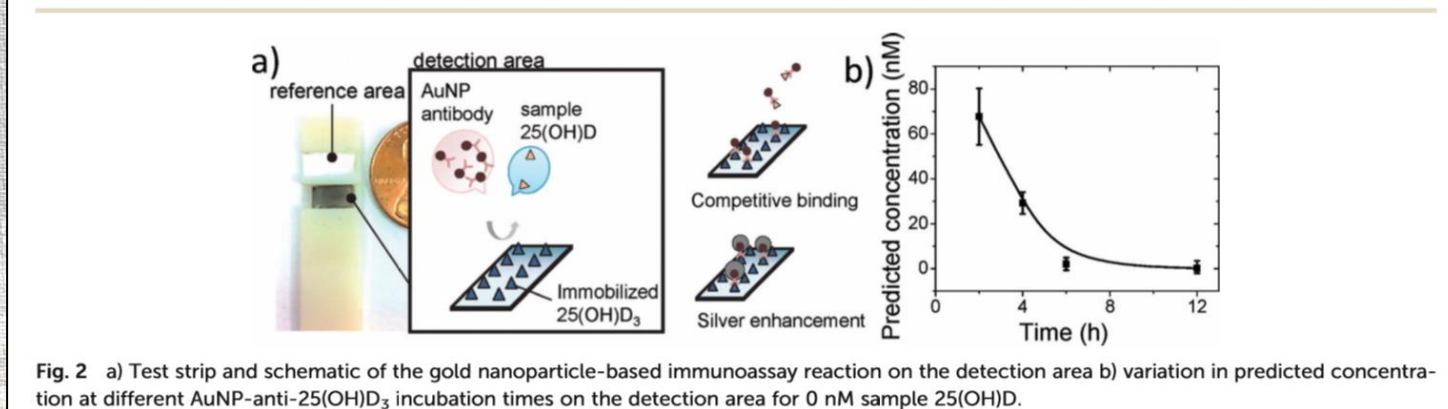 a)
reference area
detection area
AuNP
antibody
sample
25(OH)D
Immobilized
25(OH)D₃
Competitive binding
Silver enhancement
b)
Predicted concentration (nM)
80
60
40
20
0
0 4 8 12
Time (h)
Fig. 2 a) Test strip and schematic of the gold nanoparticle-based immunoassay reaction on the detection area b) variation in predicted concentra-
tion at different AuNP-anti-25(OH)D₃ incubation times on the detection area for 0 nM sample 25(OH)D.